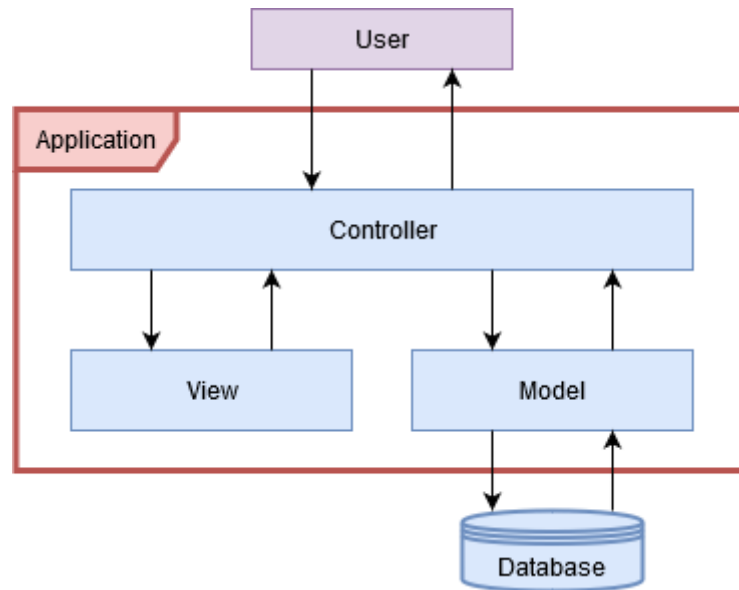 User
Application
Controller
View
Model
Database